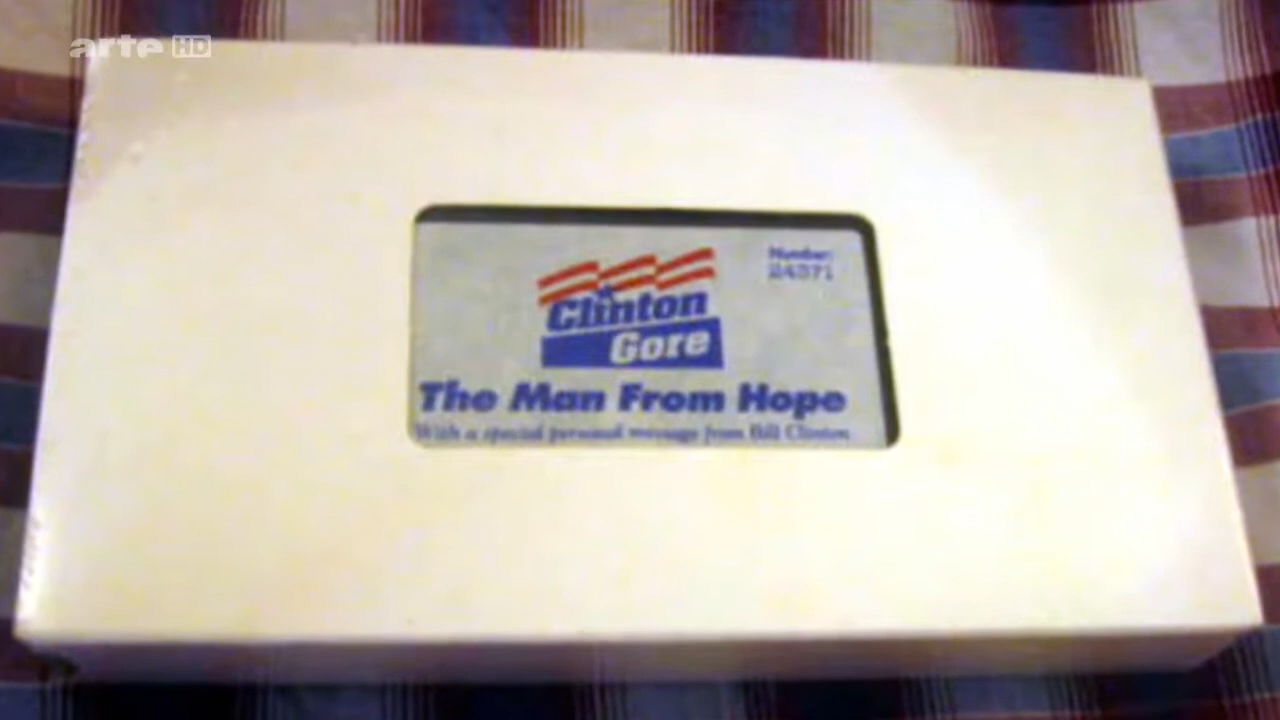 arte HD
Number:
24371
Clinton
Gore
The Man From Hope
With a special personal message from Bill Clinton